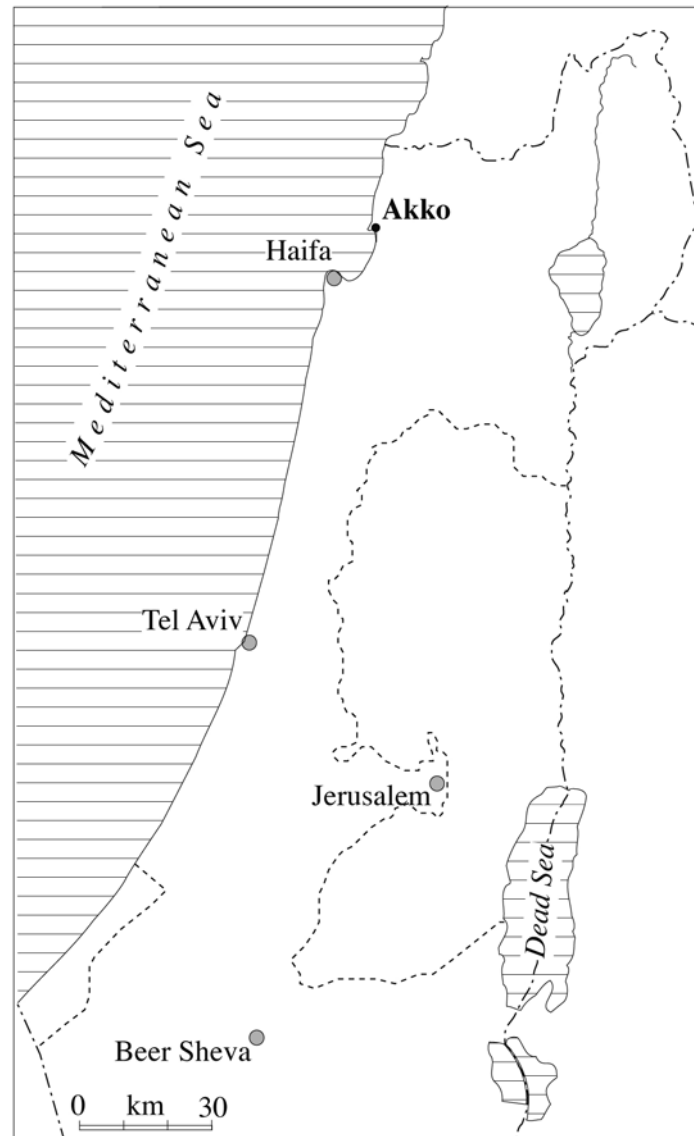 Akko
Haifa
Mediterranean Sea
Tel Aviv
Jerusalem
Dead Sea
Beer Sheva
0 km 30